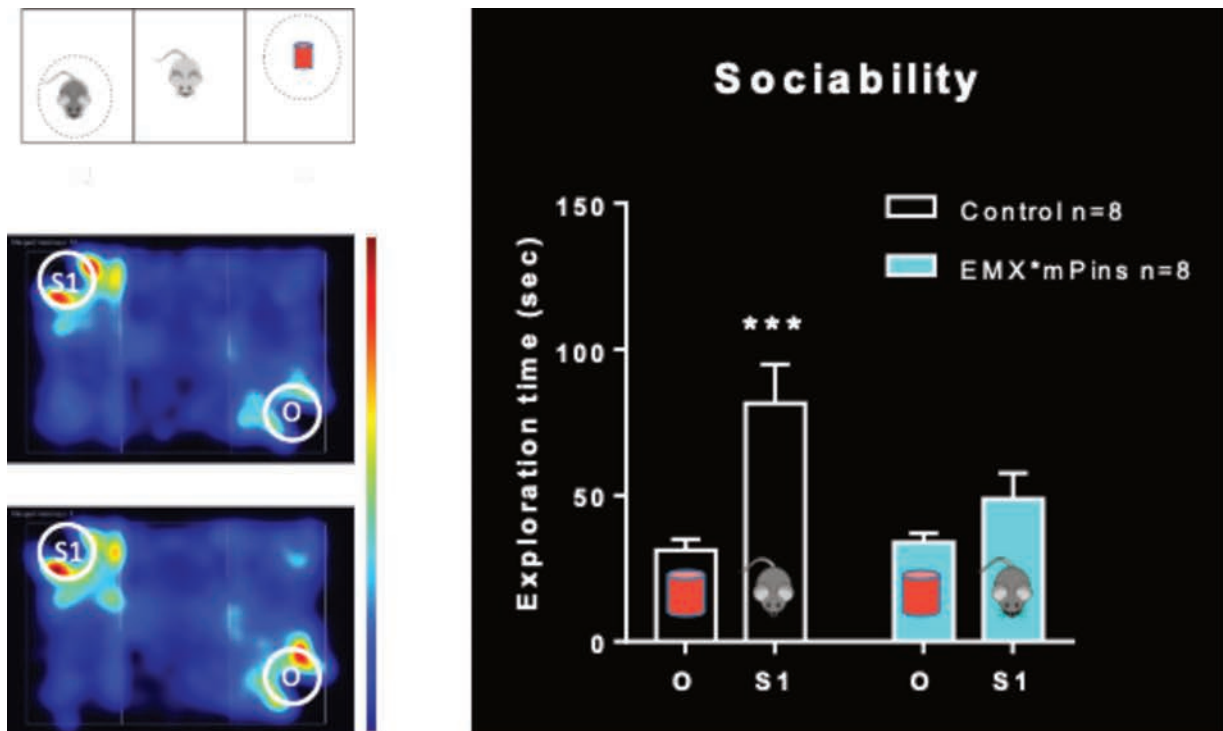 S1
O
S1
O
Sociability
Control n=8
EMX*mPins n=8
Exploration time (sec)
150
100
50
0
***
O
S1
O
S1